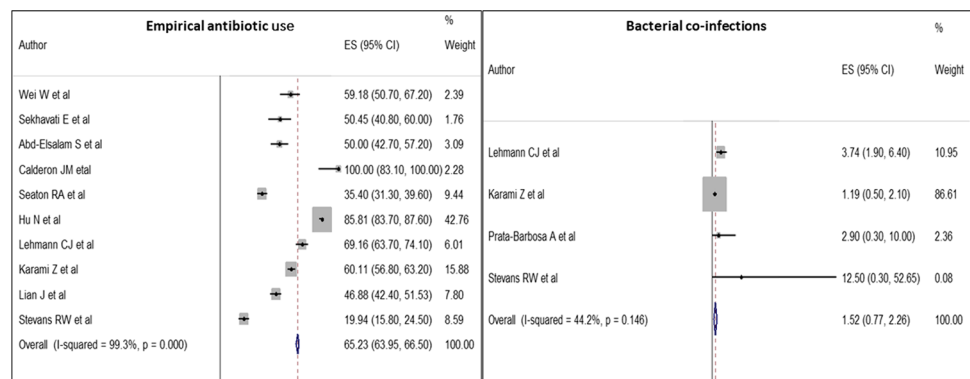 Empirical antibiotic use
%
Author ES (95% CI) Weight
Wei W et al 59.18 (50.70, 67.20) 2.39
Sekhavati E et al 50.45 (40.80, 60.00) 1.76
Abd-Elsalam S et al 50.00 (42.70, 57.20) 3.09
Calderon JM etal 100.00 (83.10, 100.00) 2.28
Seaton RA et al 35.40 (31.30, 39.60) 9.44
Hu N et al 85.81 (83.70, 87.60) 42.76
Lehmann CJ et al 69.16 (63.70, 74.10) 6.01
Karami Z et al 60.11 (56.80, 63.20) 15.88
Lian J et al 46.88 (42.40, 51.53) 7.80
Stevans RW et al 19.94 (15.80, 24.50) 8.59
Overall (I-squared = 99.3%, p = 0.000) 65.23 (63.95, 66.50) 100.00
Bacterial co-infections
%
Author ES (95% CI) Weight
Lehmann CJ et al 3.74 (1.90, 6.40) 10.95
Karami Z et al 1.19 (0.50, 2.10) 86.61
Prata-Barbosa A et al 2.90 (0.30, 10.00) 2.36
Stevans RW et al 12.50 (0.30, 52.65) 0.08
Overall (I-squared = 44.2%, p = 0.146) 1.52 (0.77, 2.26) 100.00